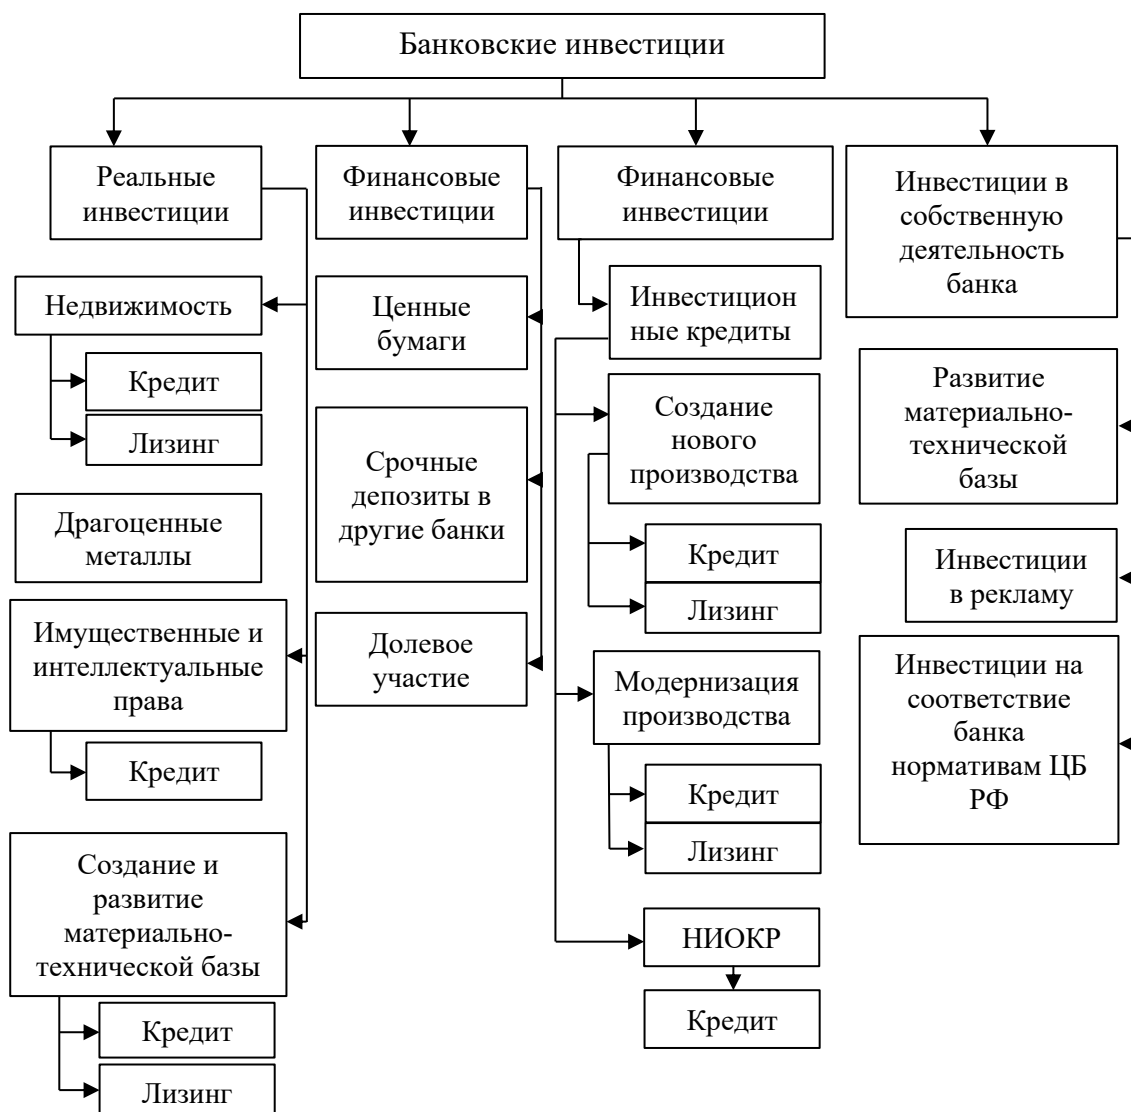 Банковские инвестиции
Реальные
инвестиции
Недвижимость
Кредит
Лизинг
Драгоценные
металлы
Имущественные и
интеллектуальные
права
Кредит
Создание и
развитие
материально-
технической базы
Кредит
Лизинг
Финансовые
инвестиции
Ценные
бумаги
Срочные
депозиты в
другие банки
Долевое
участие
Финансовые
инвестиции
Инвестицион
ные кредиты
Создание
нового
производства
Кредит
Лизинг
Модернизация
производства
Кредит
Лизинг
НИОКР
Кредит
Инвестиции в
собственную
деятельность
банка
Развитие
материально-
технической
базы
Инвестиции
в рекламу
Инвестиции на
соответствие
банка
нормативам ЦБ
РФ